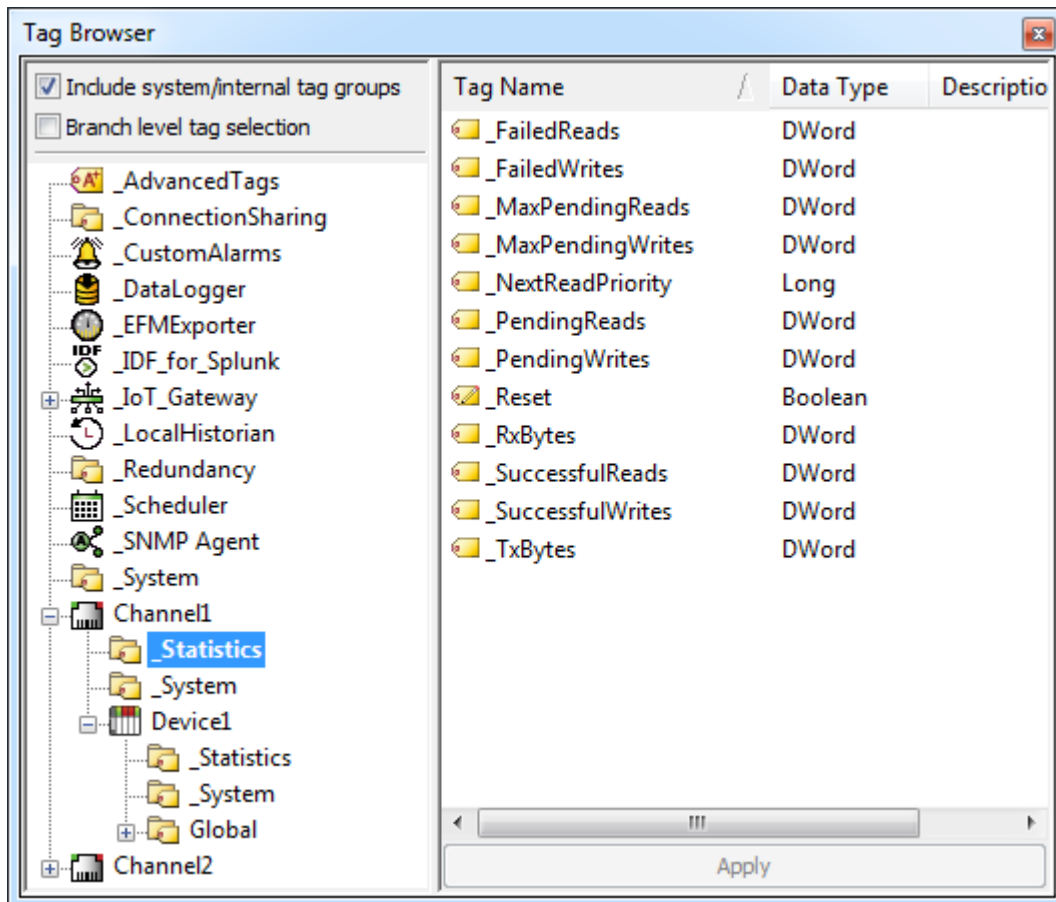 Tag Browser
Include system/internal tag groups
Branch level tag selection
_AdvancedTags
_ConnectionSharing
_CustomAlarms
_DataLogger
_EFMExporter
IDF
_IDF_for_Splunk
_IoT_Gateway
_LocalHistorian
_Redundancy
_Scheduler
_SNMP Agent
_System
Channel1
_Statistics
_System
Device1
_Statistics
_System
Global
Channel2
Tag Name Data Type Descriptio
_FailedReads DWord
_FailedWrites DWord
_MaxPendingReads DWord
_MaxPendingWrites DWord
_NextReadPriority Long
_PendingReads DWord
_PendingWrites DWord
_Reset Boolean
_RxBytes DWord
_SuccessfulReads DWord
_SuccessfulWrites DWord
_TxBytes DWord
Apply